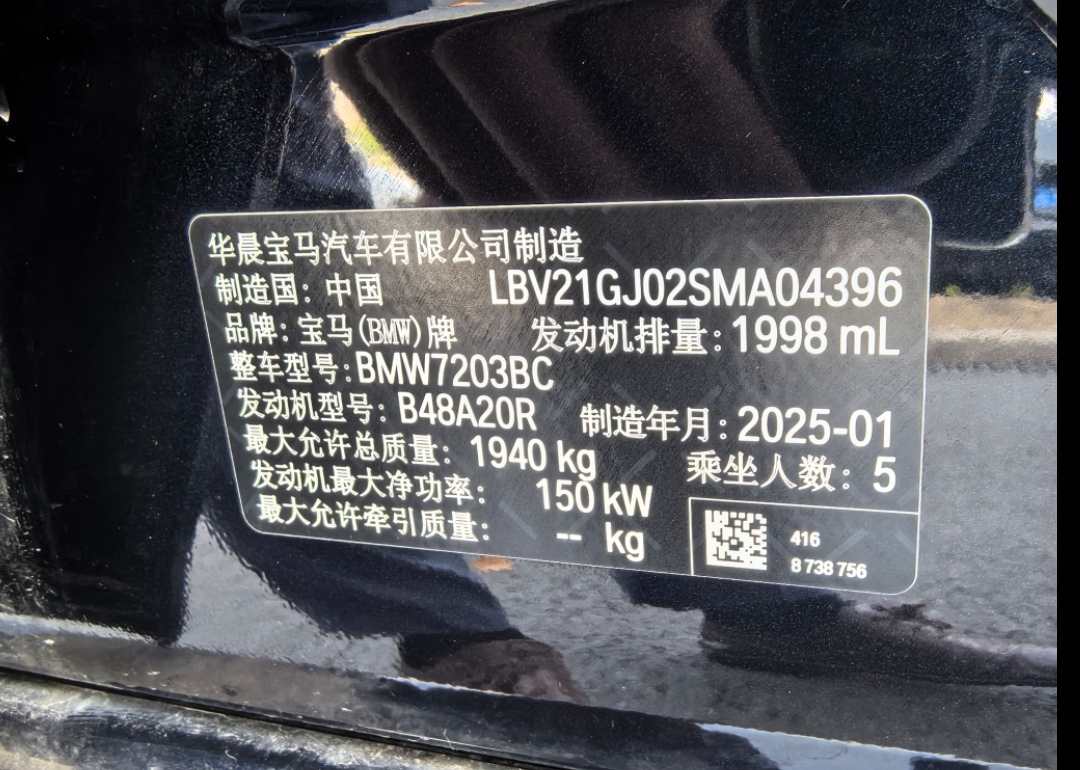 华晨宝马汽车有限公司制造
制造国：中国 LBV21GJ02SMA04396
品牌：宝马(BMW)牌 发动机排量：1998 mL
整车型号：BMW7203BC
发动机型号：B48A20R 制造年月：2025-01
最大允许总质量：1940 kg 乘坐人数：5
发动机最大净功率：150 kW
最大允许牵引质量：-- kg
416
8 738 756